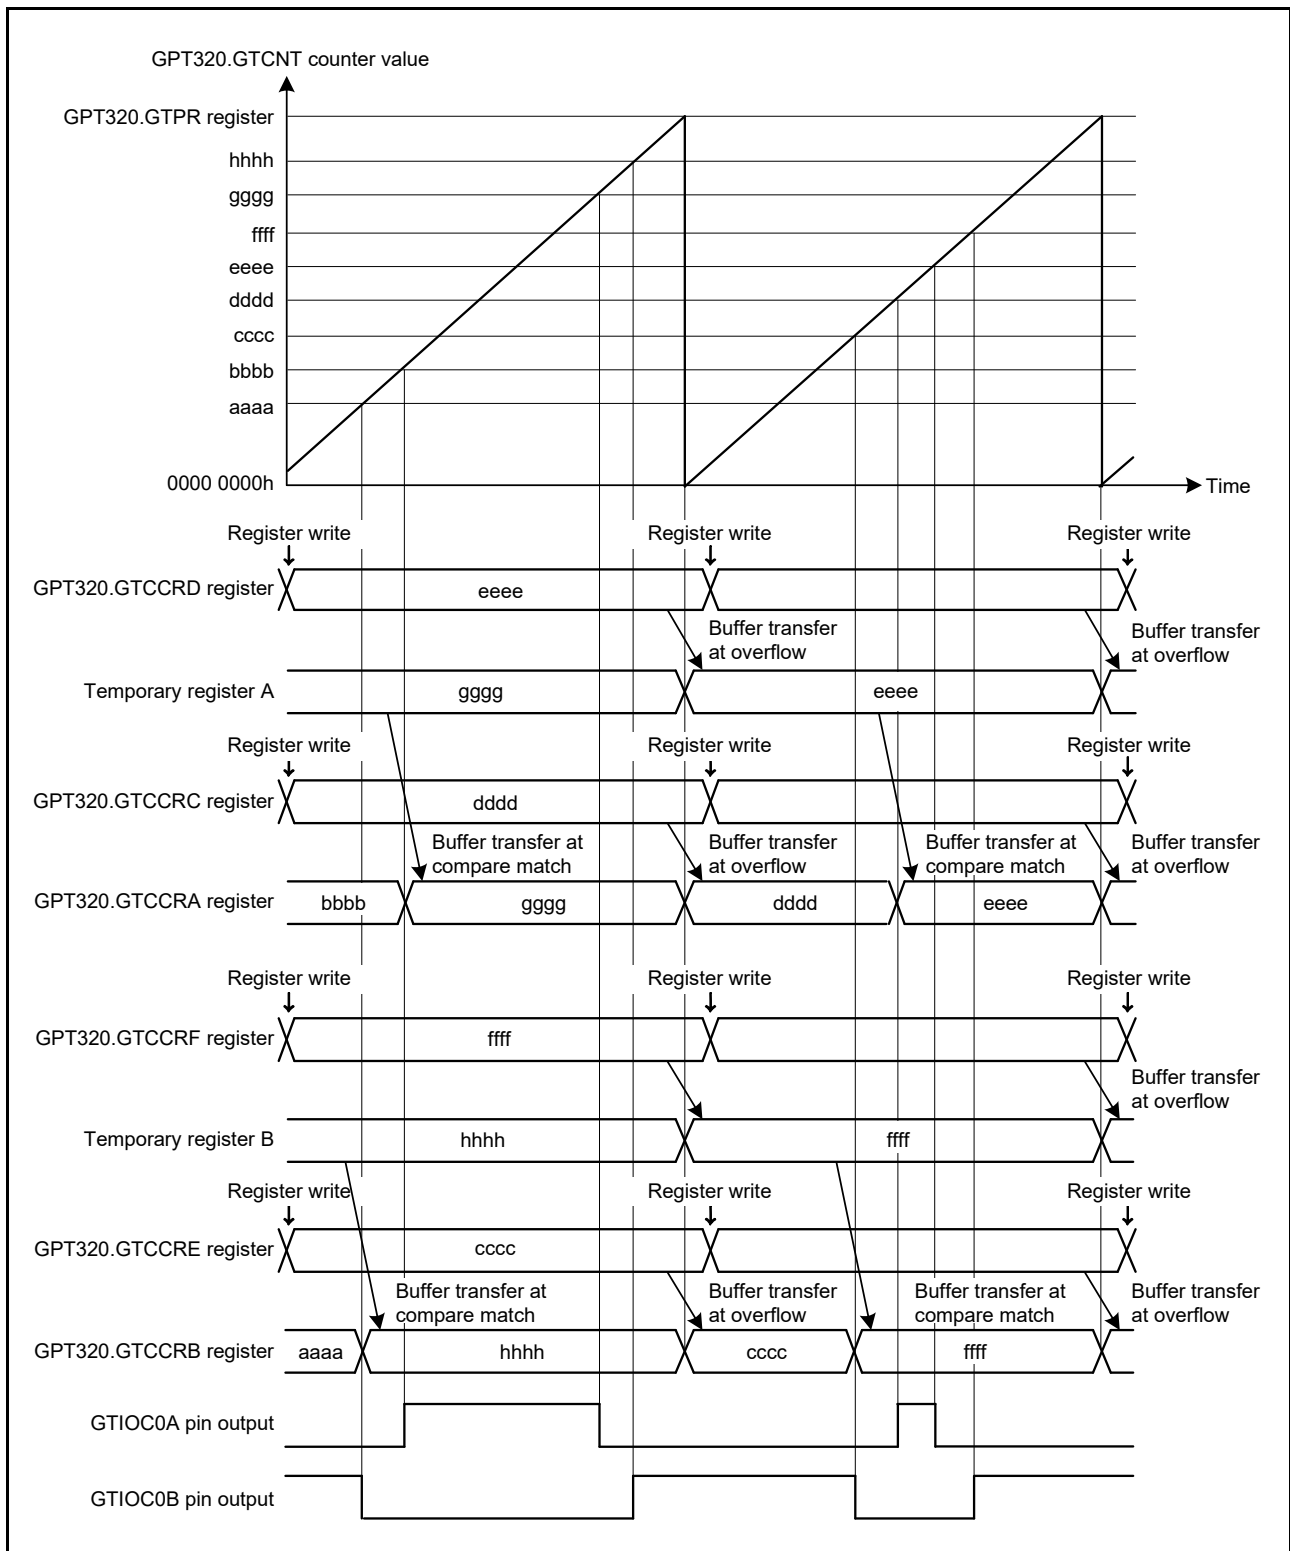 GPT320.GTCNT counter value
GPT320.GTPR register
hhhh
gggg
ffff
eeee
dddd
cccc
bbbb
aaaa
0000 0000h
Time
Register write
Register write
Register write
GPT320.GTCCRD register
eeee
Buffer transfer
at overflow
Buffer transfer
at overflow
Temporary register A
gggg
eeee
Register write
Register write
Register write
GPT320.GTCCRC register
dddd
Buffer transfer at
compare match
Buffer transfer
at overflow
Buffer transfer at
compare match
Buffer transfer
at overflow
GPT320.GTCCRA register
bbbb
gggg
dddd
eeee
Register write
Register write
Register write
GPT320.GTCCRF register
ffff
Buffer transfer
at overflow
Temporary register B
hhhh
ffff
Register write
Register write
Register write
GPT320.GTCCRE register
cccc
Buffer transfer at
compare match
Buffer transfer
at overflow
Buffer transfer at
compare match
Buffer transfer
at overflow
GPT320.GTCCRB register
aaaa
hhhh
cccc
ffff
GTIOC0A pin output
GTIOC0B pin output